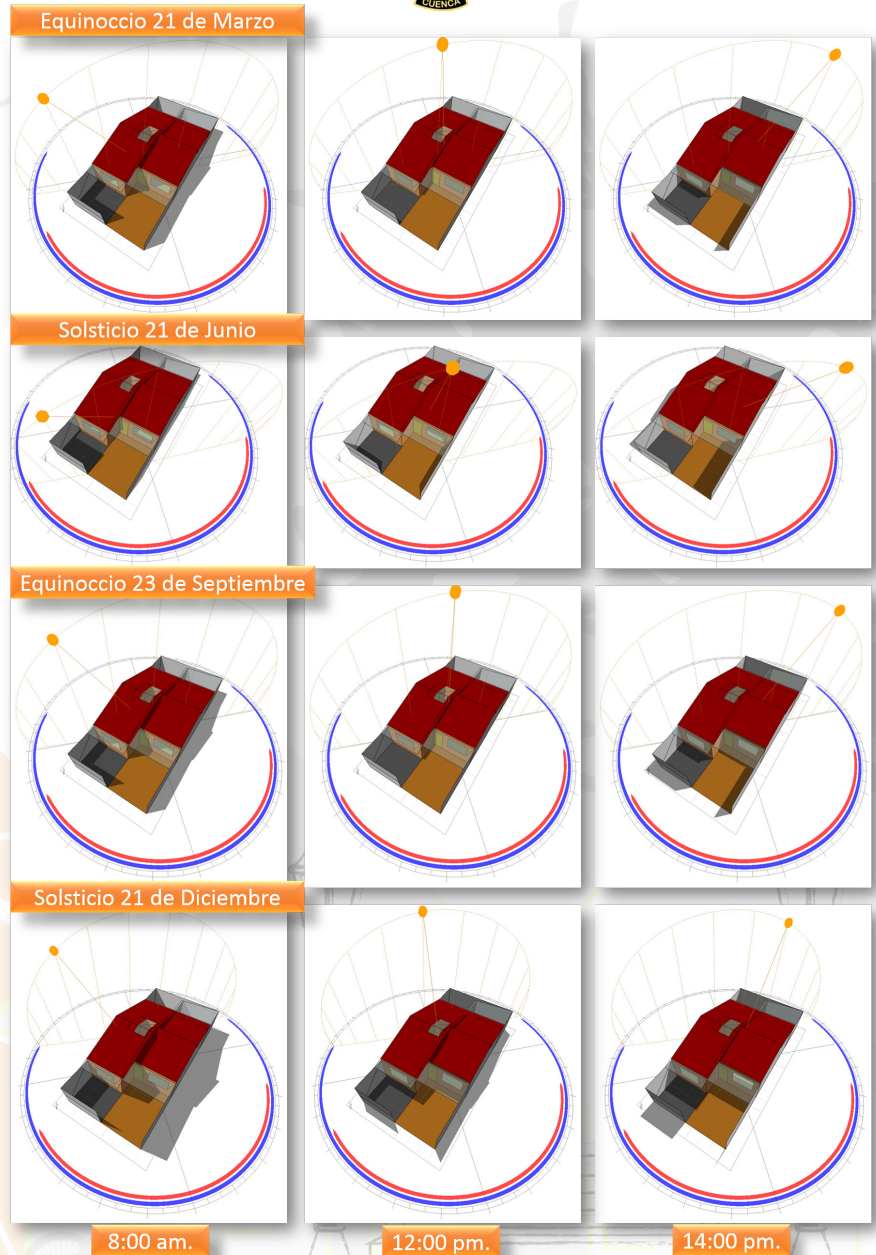 CUENCA
Equinoccio 21 de Marzo
Solsticio 21 de Junio
Equinoccio 23 de Septiembre
Solsticio 21 de Diciembre
8:00 am.
12:00 pm.
14:00 pm.